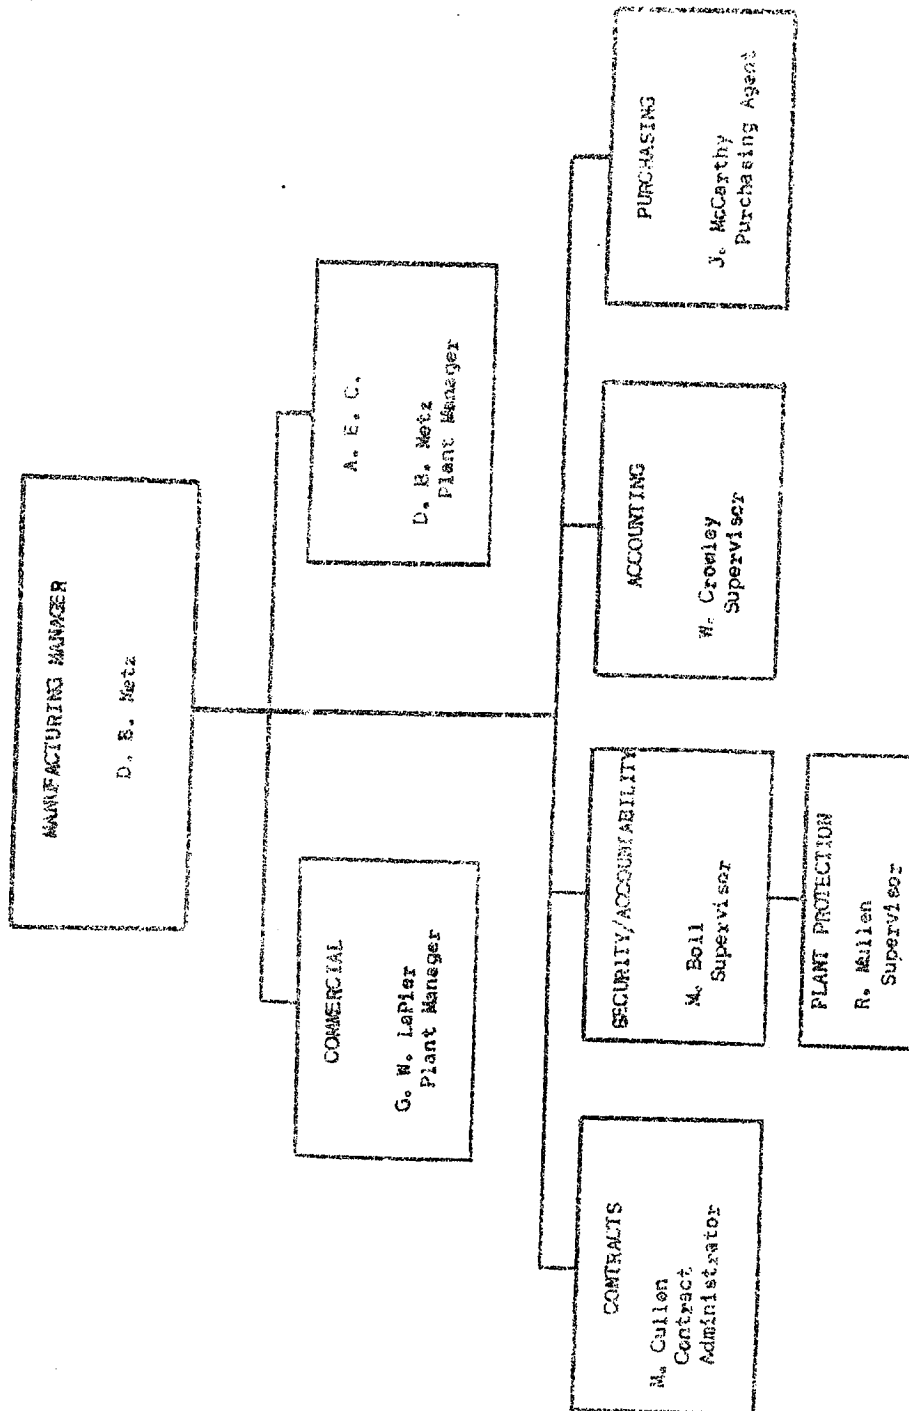 MANUFACTURING MANAGER
D. B. Metz
COMMERCIAL
G. W. LaPier
Plant Manager
A. E. C.
D. B. Metz
Plant Manager
CONTRACTS
M. Cullen
Contract
Administrator
SECURITY/ACCOUNTABILITY
M. Boll
Supervisor
ACCOUNTING
W. Crowley
Supervisor
PURCHASING
J. McCarthy
Purchasing Agent
PLANT PROTECTION
R. Mullen
Supervisor